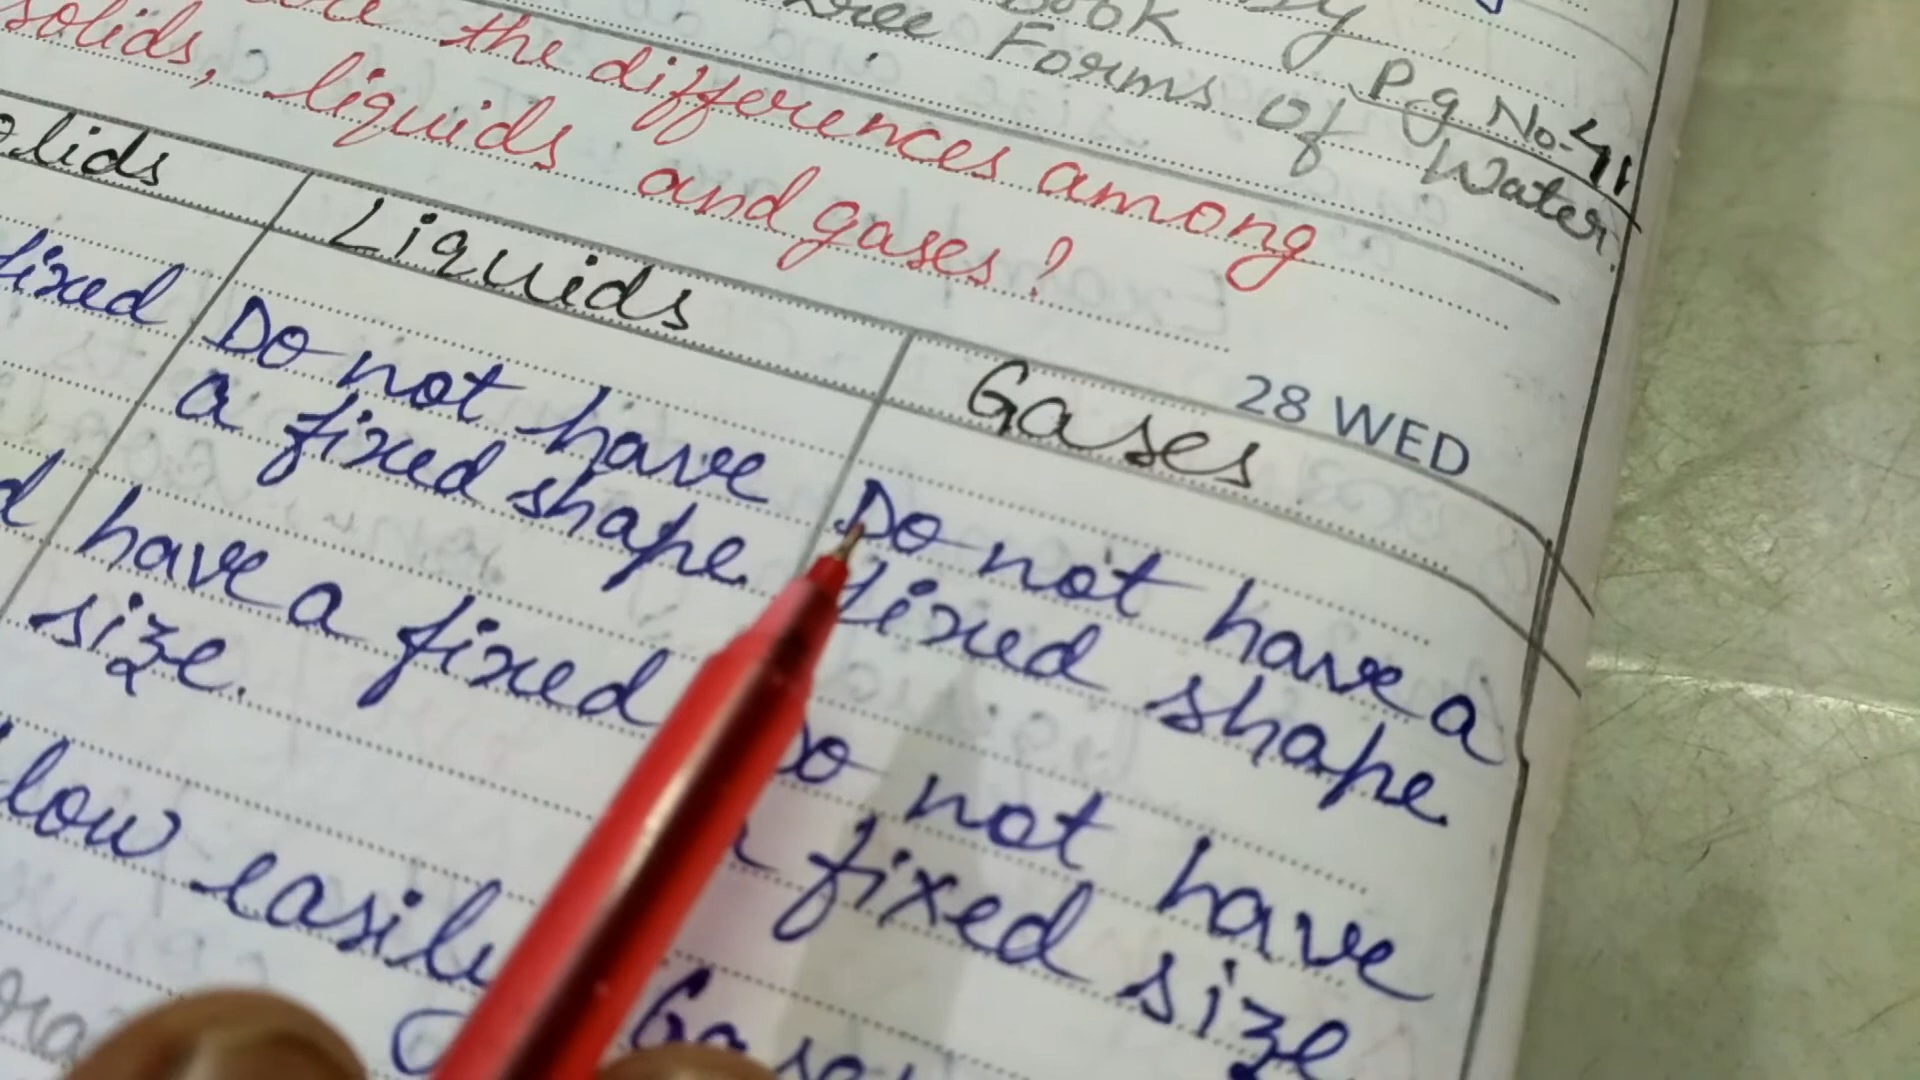 Book
Forms of Water.
Pg No-41
the differences among
solids, liquids and gases?
28 WED
Liquids
Gases
fixed
Do not have
a fixed shape.
have a fixed
size.
easily
Do not have a
fixed shape.
Do not have
fixed size